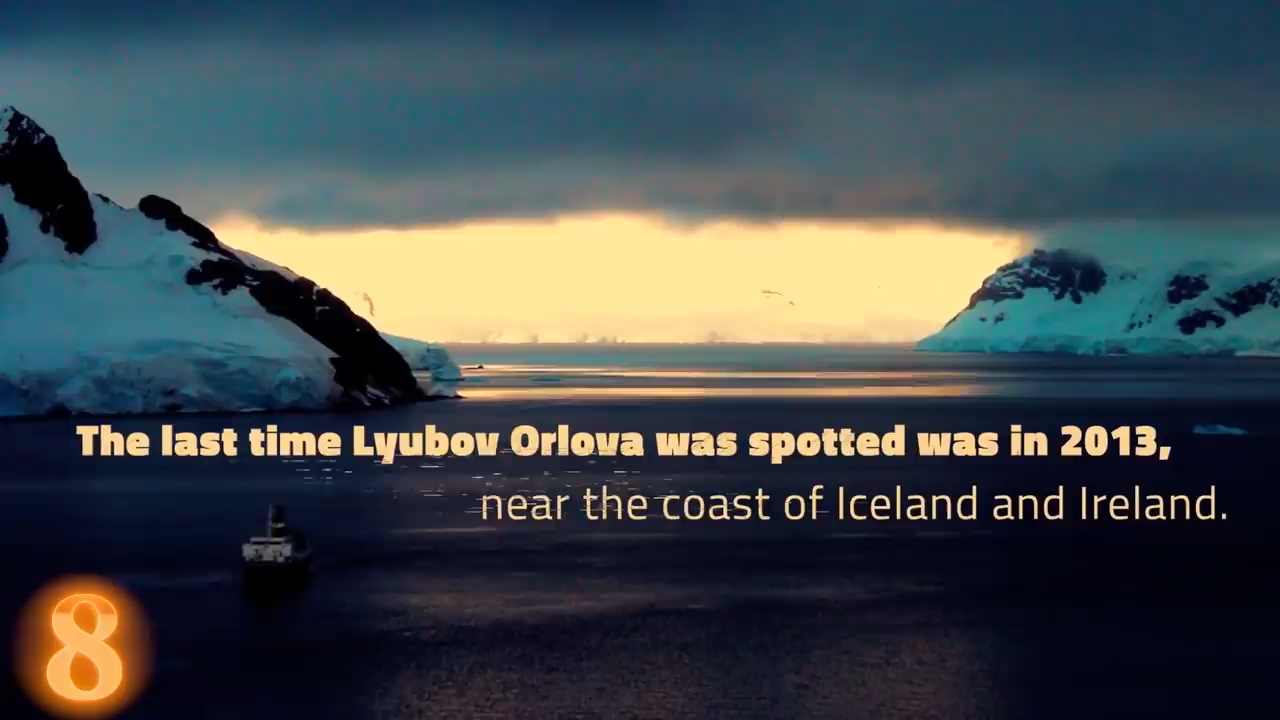 The last time Lyubov Orlova was spotted was in 2013,
near the coast of Iceland and Ireland.
8